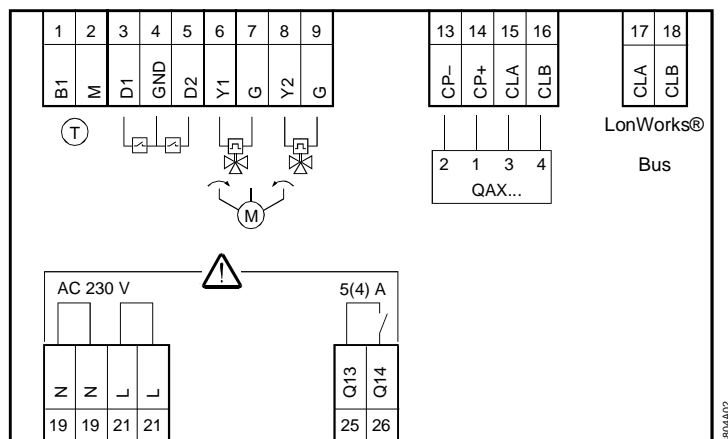 1 2 3 4 5 6 7 8 9 13 14 15 16 17 18
B1 M D1 GND D2 Y1 G Y2 G CP– CP+ CLA CLB CLA CLB
T
LonWorks®
Bus
2 1 3 4
QAX...
M
AC 230 V 5(4) A
N N L L Q13 Q14
19 19 21 21 25 26